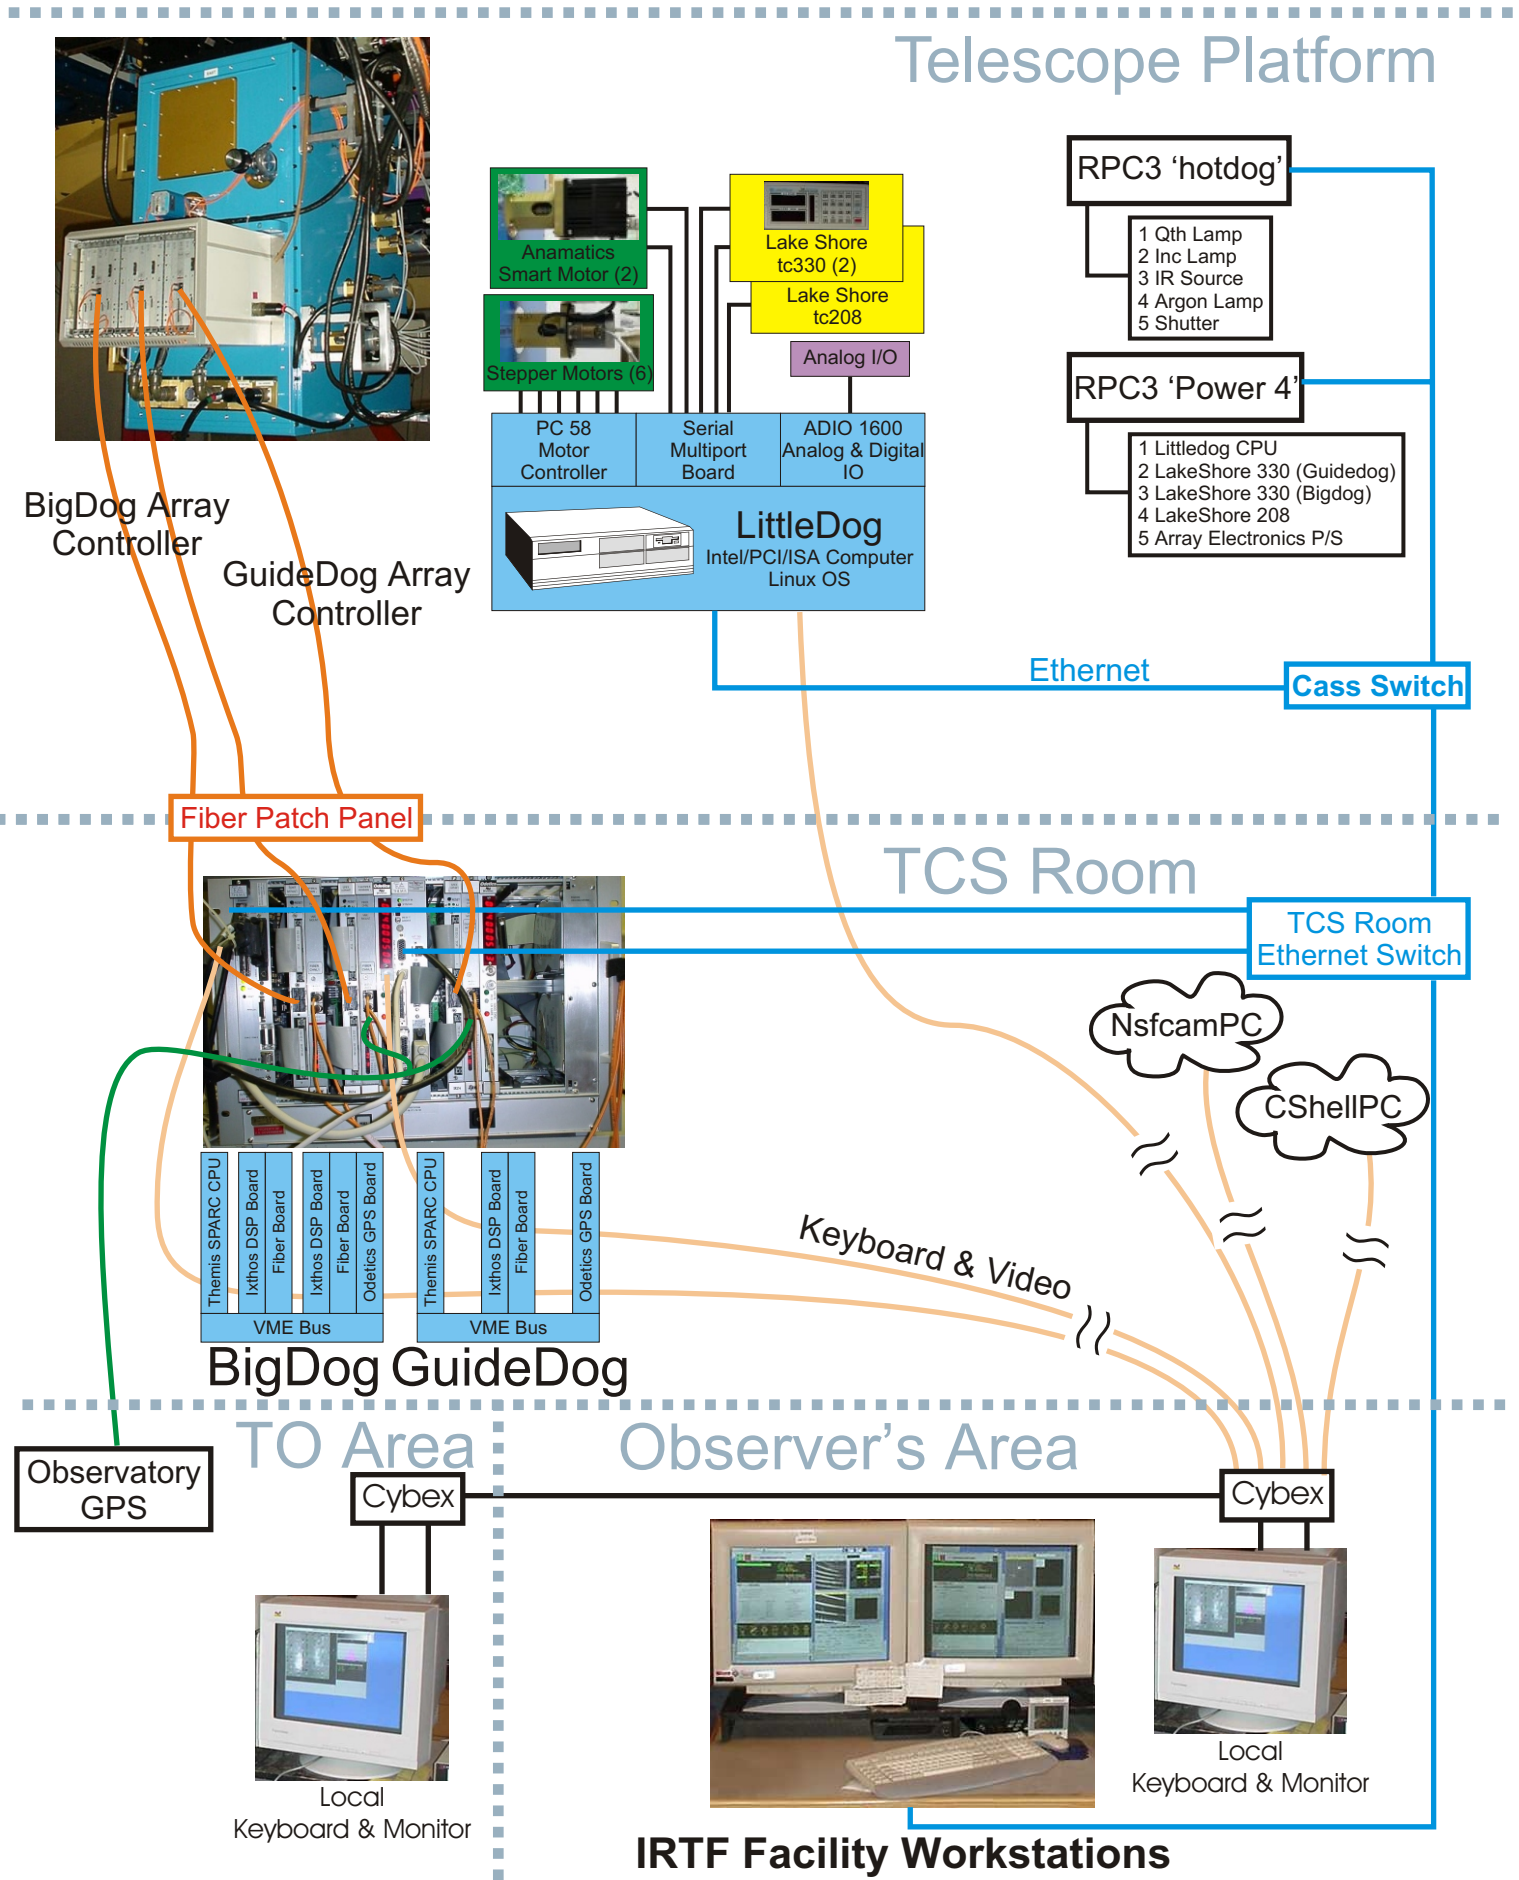 Telescope Platform
RPC3 ‘hotdog’
1 Qth Lamp
2 Inc Lamp
3 IR Source
4 Argon Lamp
5 Shutter
Anamatics
Smart Motor (2)
Lake Shore
tc330 (2)
Lake Shore
tc208
Stepper Motors (6)
Analog I/O
RPC3 ‘Power 4’
1 Littledog CPU
2 LakeShore 330 (Guidedog)
3 LakeShore 330 (Bigdog)
4 LakeShore 208
5 Array Electronics P/S
PC 58
Motor
Controller
Serial
Multiport
Board
ADIO 1600
Analog & Digital
IO
LittleDog
Intel/PCI/ISA Computer
Linux OS
BigDog Array
Controller
GuideDog Array
Controller
Ethernet
Cass Switch
Fiber Patch Panel
TCS Room
TCS Room
Ethernet Switch
NsfcamPC
CShellPC
Themis SPARC CPU
Ixthos DSP Board
Fiber Board
Ixthos DSP Board
Fiber Board
Odetics GPS Board
VME Bus
BigDog
Themis SPARC CPU
Ixthos DSP Board
Fiber Board
Odetics GPS Board
VME Bus
GuideDog
Keyboard & Video
TO Area
Observer’s Area
Observatory
GPS
Cybex
Cybex
Local
Keyboard & Monitor
Local
Keyboard & Monitor
IRTF Facility Workstations